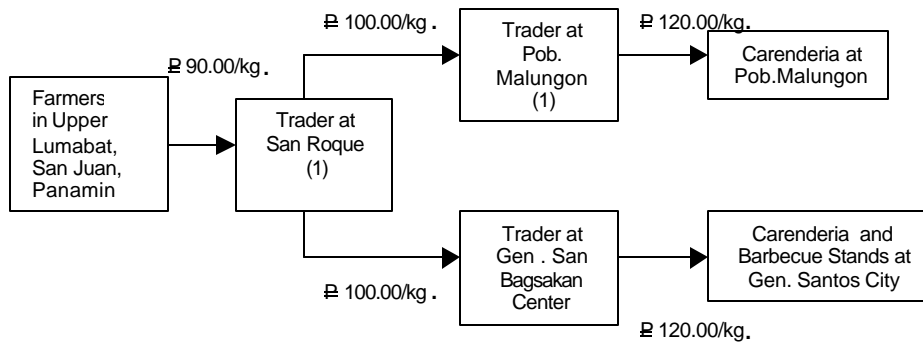 ₱ 90.00/kg.
Farmers
in Upper
Lumabat,
San Juan,
Panamin
Trader at
San Roque
(1)
₱ 100.00/kg.
Trader at
Pob.
Malungon
(1)
₱ 120.00/kg.
Carenderia at
Pob.Malungon
₱ 100.00/kg.
Trader at
Gen . San
Bagsakan
Center
₱ 120.00/kg.
Carenderia and
Barbecue Stands at
Gen. Santos City